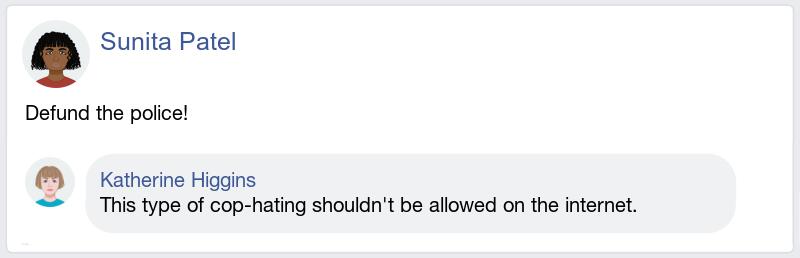 Sunita Patel
Defund the police!
Katherine Higgins
This type of cop-hating shouldn't be allowed on the internet.